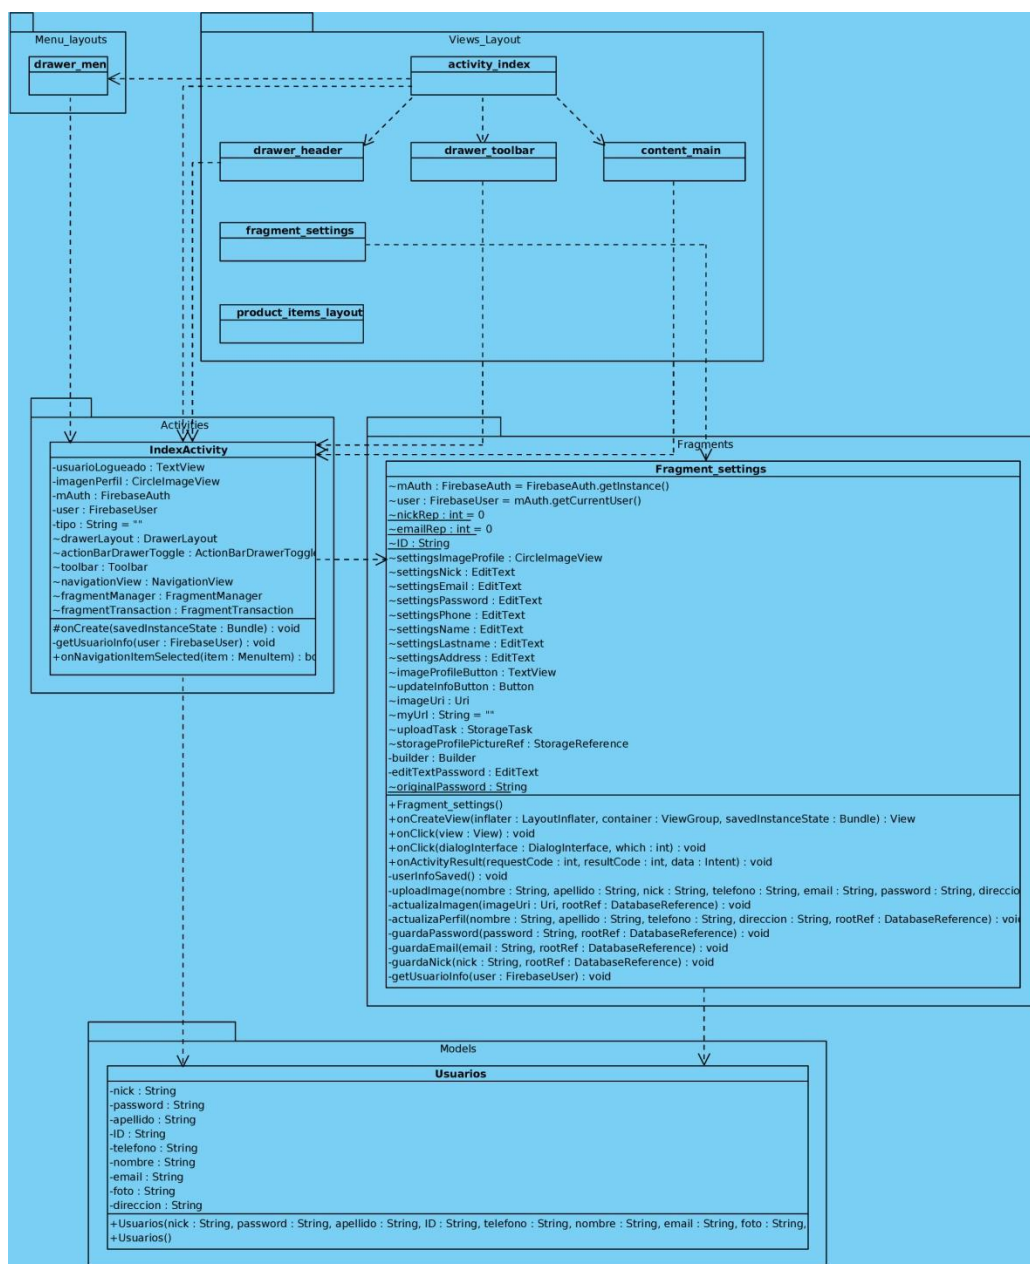 Menu_layouts
drawer_men
Views_Layout
activity_index
drawer_header
drawer_toolbar
content_main
fragment_settings
product_items_layout
Activities
IndexActivity
-usuarioLogueado : TextView
-imagenPerfil : CircleImageView
-mAuth : FirebaseAuth
-user : FirebaseUser
-tipo : String = ""
~drawerLayout : DrawerLayout
~actionBarDrawerToggle : ActionBarDrawerToggle
~toolbar : Toolbar
~navigationView : NavigationView
~fragmentManager : FragmentManager
~fragmentTransaction : FragmentTransaction
#onCreate(savedInstanceState : Bundle) : void
-getUsuarioInfo(user : FirebaseUser) : void
+onNavigationItemSelected(item : MenuItem) : bo
Fragments
Fragment_settings
~mAuth : FirebaseAuth = FirebaseAuth.getInstance()
~user : FirebaseUser = mAuth.getCurrentUser()
~nickRep : int = 0
~emailRep : int = 0
~ID : String
~settingsImageProfile : CircleImageView
~settingsNick : EditText
~settingsEmail : EditText
~settingsPassword : EditText
~settingsPhone : EditText
~settingsName : EditText
~settingsLastname : EditText
~settingsAddress : EditText
~imageProfileButton : TextView
~updateInfoButton : Button
~imageUri : Uri
~myUrl : String = ""
~uploadTask : StorageTask
~storageProfilePictureRef : StorageReference
-builder : Builder
-editTextPassword : EditText
~originalPassword : String
+Fragment_settings()
+onCreateView(inflater : LayoutInflater, container : ViewGroup, savedInstanceState : Bundle) : View
+onClick(view : View) : void
+onClick(dialogInterface : DialogInterface, which : int) : void
+onActivityResult(requestCode : int, resultCode : int, data : Intent) : void
-userInfoSaved() : void
-uploadImage(nombre : String, apellido : String, nick : String, telefono : String, email : String, password : String, direccio
-actualizaImagen(imageUri : Uri, rootRef : DatabaseReference) : void
-actualizaPerfil(nombre : String, apellido : String, telefono : String, direccion : String, rootRef : DatabaseReference) : void
-guardaPassword(password : String, rootRef : DatabaseReference) : void
-guardaEmail(email : String, rootRef : DatabaseReference) : void
-guardaNick(nick : String, rootRef : DatabaseReference) : void
-getUsuarioInfo(user : FirebaseUser) : void
Models
Usuarios
-nick : String
-password : String
-apellido : String
-ID : String
-telefono : String
-nombre : String
-email : String
-foto : String
-direccion : String
+Usuarios(nick : String, password : String, apellido : String, ID : String, telefono : String, nombre : String, email : String, foto : String,
+Usuarios()